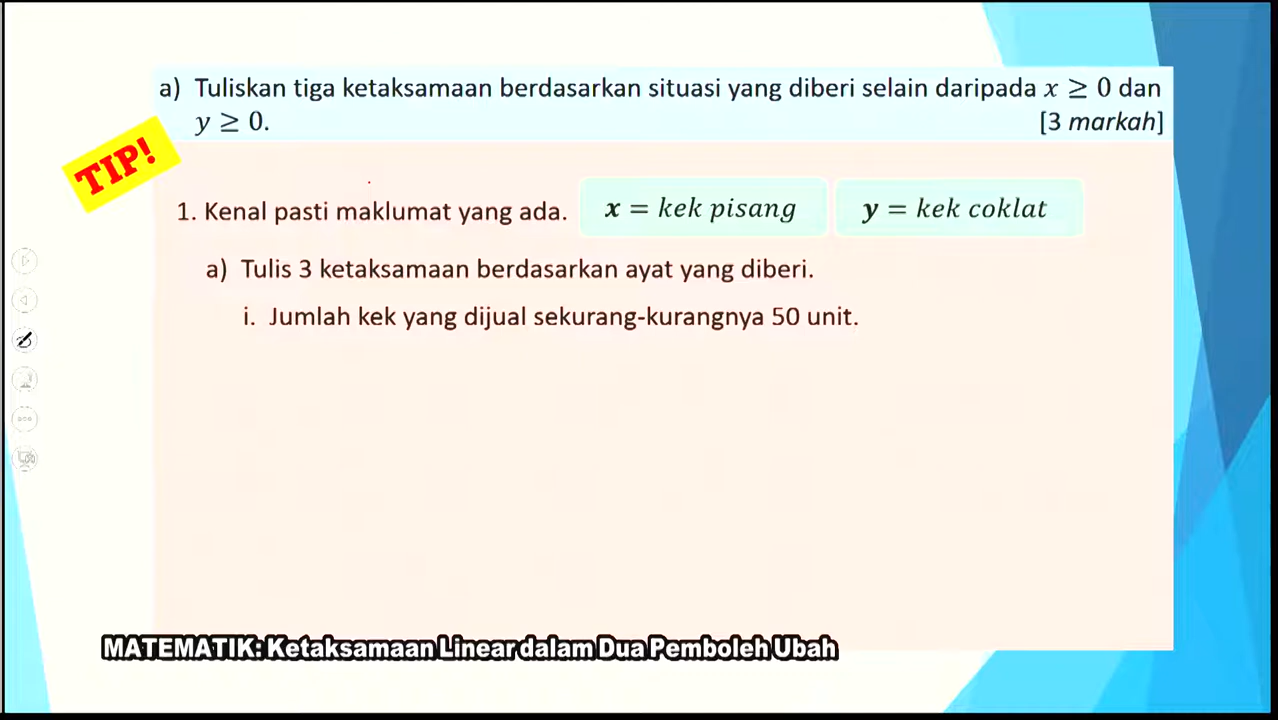 a) Tuliskan tiga ketaksamaan berdasarkan situasi yang diberi selain daripada x ≥ 0 dan
y ≥ 0. [3 markah]
TIP!
1. Kenal pasti maklumat yang ada. x = kek pisang y = kek coklat
a) Tulis 3 ketaksamaan berdasarkan ayat yang diberi.
i. Jumlah kek yang dijual sekurang-kurangnya 50 unit.
MATEMATIK: Ketaksamaan Linear dalam Dua Pemboleh Ubah